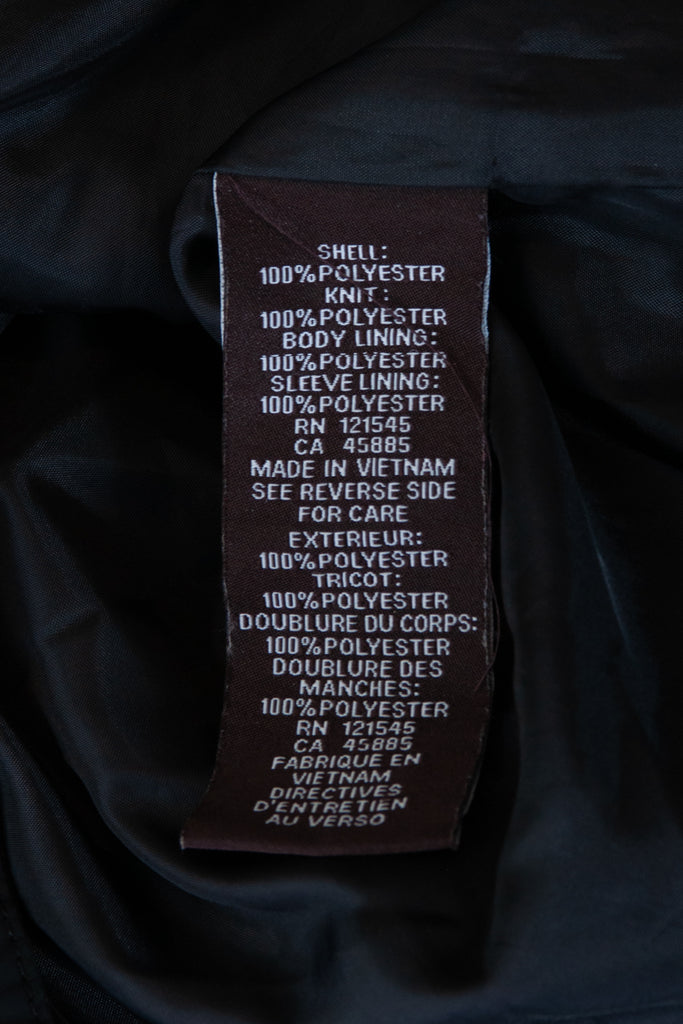 SHELL:
100% POLYESTER
KNIT:
100% POLYESTER
BODY LINING:
100% POLYESTER
SLEEVE LINING:
100% POLYESTER
RN 121545
CA 45885
MADE IN VIETNAM
SEE REVERSE SIDE
FOR CARE
EXTERIEUR:
100% POLYESTER
TRICOT:
100% POLYESTER
DOUBLURE DU CORPS:
100% POLYESTER
DOUBLURE DES
MANCHES:
100% POLYESTER
RN 121545
CA 45885
FABRIQUE EN
VIETNAM
DIRECTIVES
D'ENTRETIEN
AU VERSO